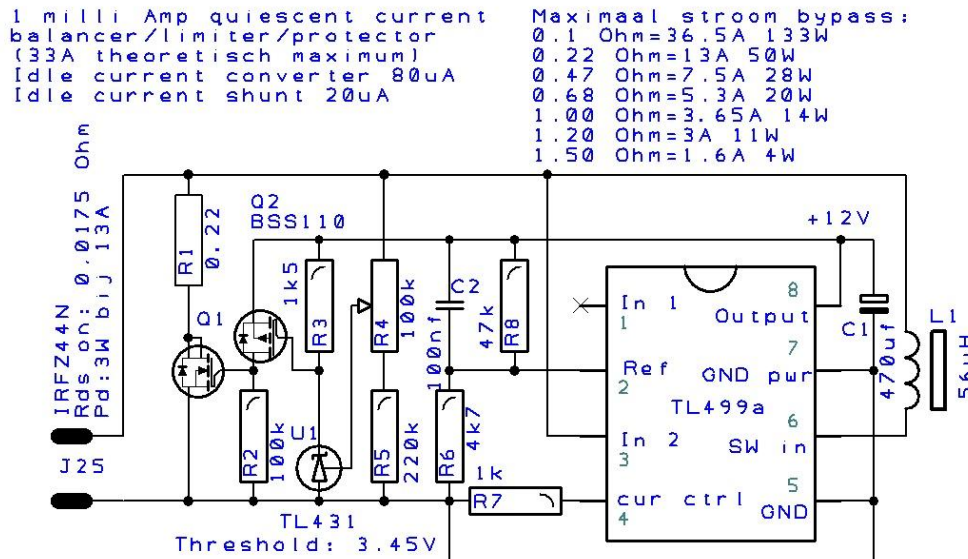 1 milli Amp quiescent current
balancer/limiter/protector
(33A theoretisch maximum)
Idle current converter 80uA
Idle current shunt 20uA
Maximaal stroom bypass:
0.1 Ohm=36.5A 133W
0.22 Ohm=13A 50W
0.47 Ohm=7.5A 28W
0.68 Ohm=5.3A 20W
1.00 Ohm=3.65A 14W
1.20 Ohm=3A 11W
1.50 Ohm=1.6A 4W
IRFZ44N
Rds on: 0.0175 Ohm
Pd:3W bij 13A
J25
R1
0.22
Q1
Q2
BSS110
R2
100k
1k5
R3
U1
TL431
Threshold: 3.45V
R4
100k
R5
220k
C2
100nf
R6
4k7
47k
R8
1k
R7
+12V
In 1
1
Ref
2
In 2
3
cur ctrl
4
8
Output
7
GND pwr
TL499a
6
SW in
5
GND
C1
470uf
L1
56uH